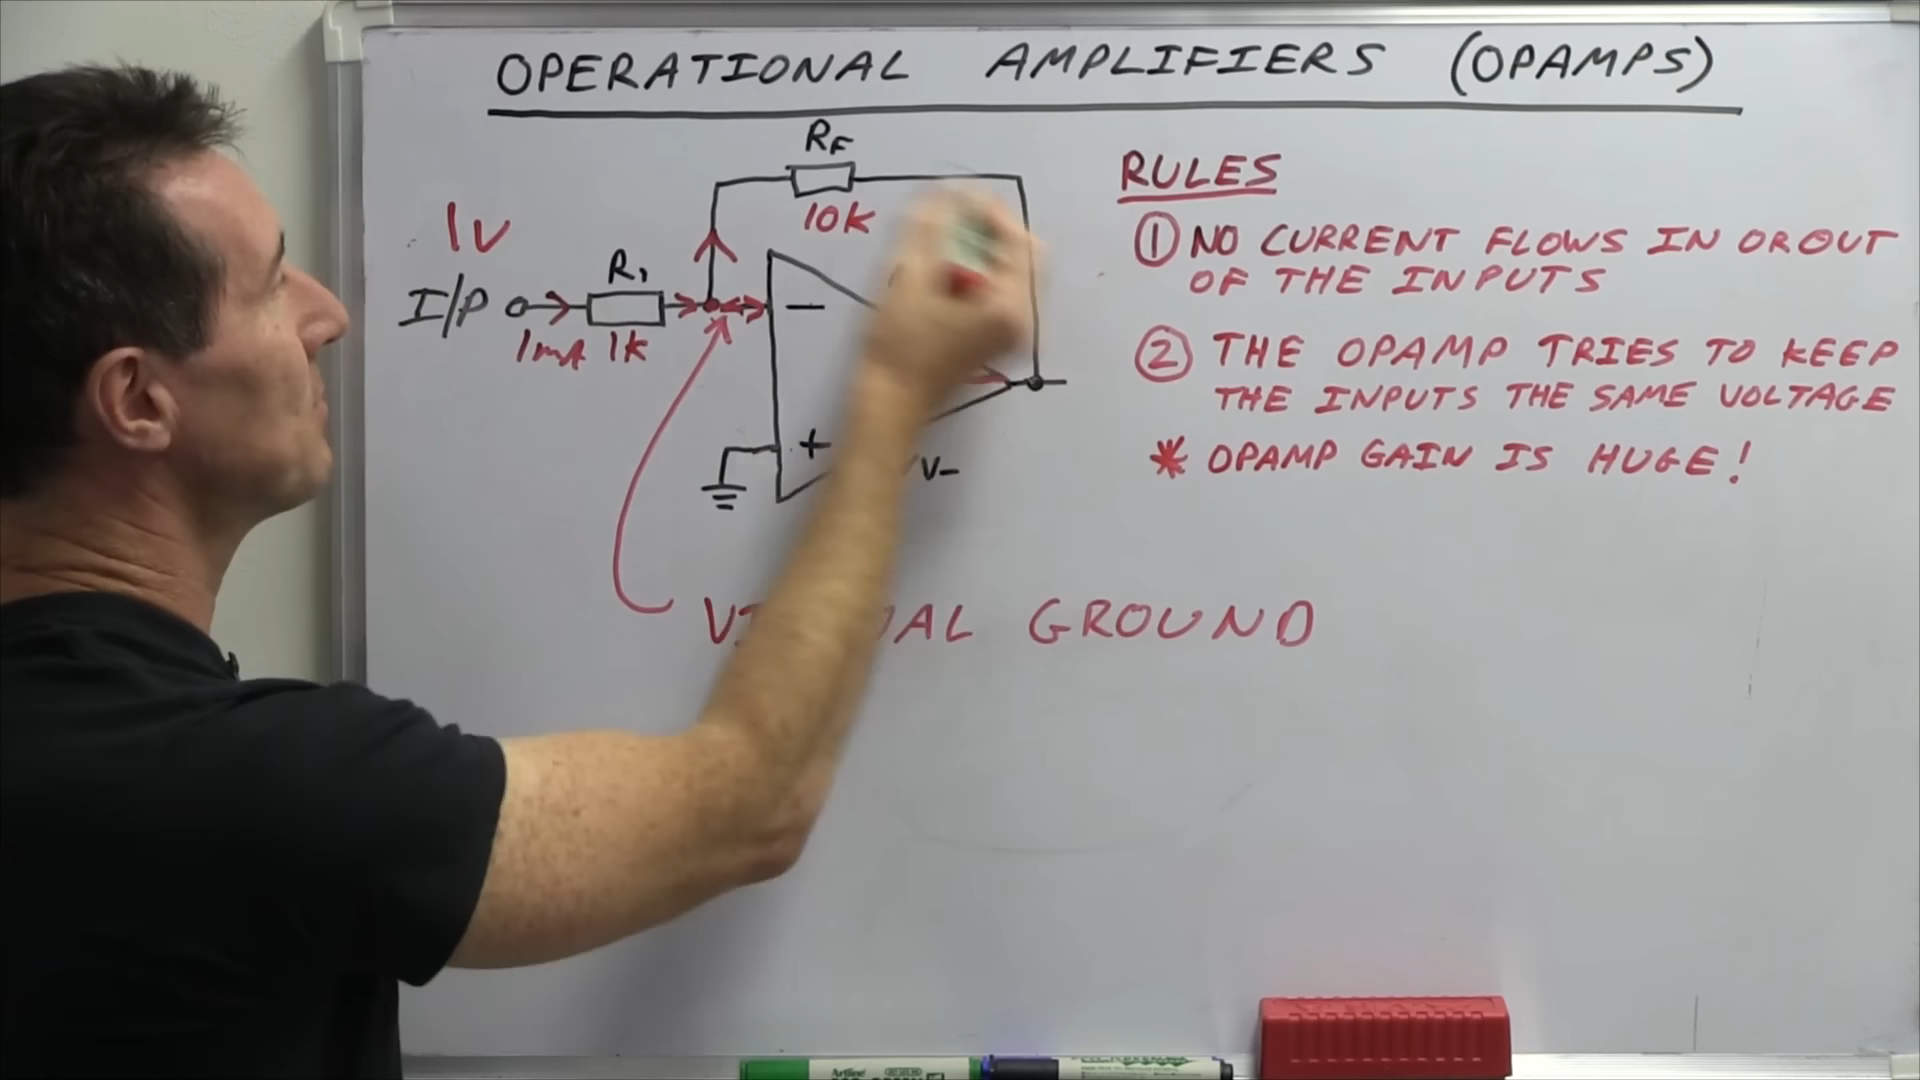 OPERATIONAL AMPLIFIERS (OPAMPS)
RF
10K
1V
I/P
R1
1mA 1K
−
+
V-
RULES
① NO CURRENT FLOWS IN OR OUT
OF THE INPUTS
② THE OPAMP TRIES TO KEEP
THE INPUTS THE SAME VOLTAGE
* OPAMP GAIN IS HUGE!
GROUND
Artline